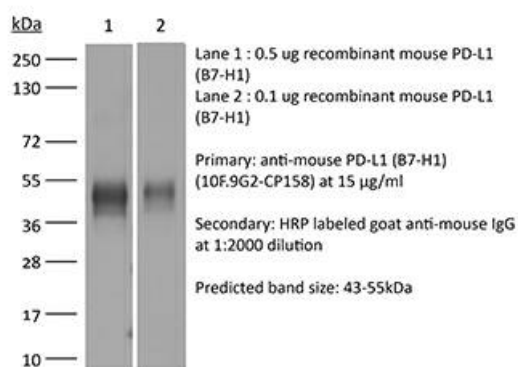 kDa
1 2
250
130
72
55
36
28
17
10
Lane 1 : 0.5 ug recombinant mouse PD-L1
(B7-H1)
Lane 2 : 0.1 ug recombinant mouse PD-L1
(B7-H1)
Primary: anti-mouse PD-L1 (B7-H1)
(10F.9G2-CP158) at 15 µg/ml
Secondary: HRP labeled goat anti-mouse IgG
at 1:2000 dilution
Predicted band size: 43-55kDa